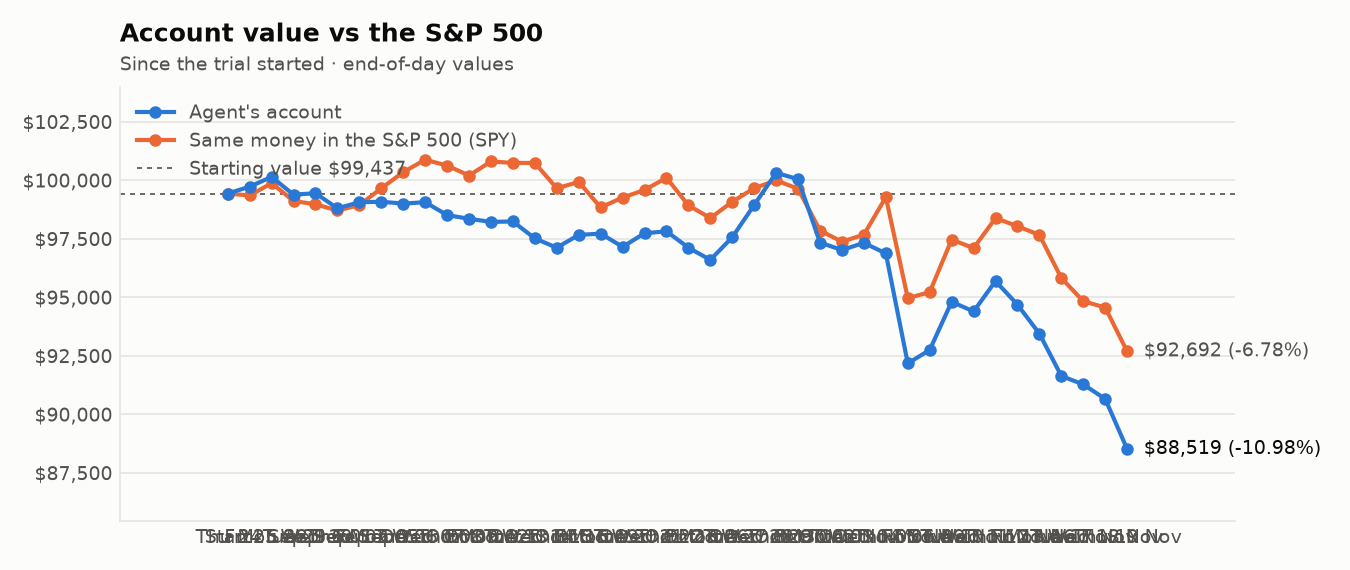 Account value vs the S&P 500
Since the trial started · end-of-day values
Agent's account
Same money in the S&P 500 (SPY)
Starting value $99,437
$102,500
$100,000
$97,500
$95,000
$92,500
$90,000
$87,500
$92,692 (-6.78%)
$88,519 (-10.98%)
Nov